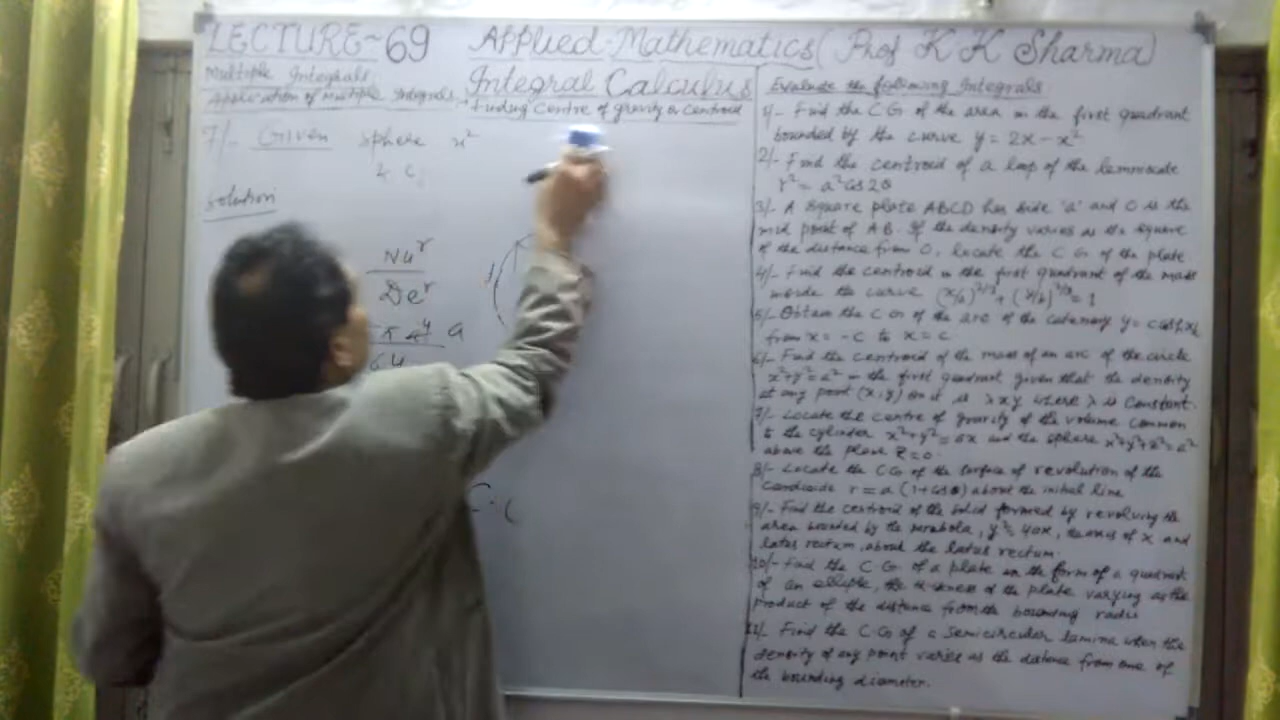 LECTURE-69 Applied Mathematics (Prof K K Sharma)
Multiple Integrals
Integral Calculus
Application of Multiple Integrals → Finding Centre of gravity or centroid
7/- Given sphere x²
& C
Solution
Nuʳ
Deʳ
Evaluate the following Integrals
1/- Find the C G of the area in the first quadrant
bounded by the curve y = 2x - x²
2/- Find the centroid of a loop of the lemniscate
r² = a² cos 2θ
3/- A square plate ABCD has side 'a' and O is the
mid point of AB. If the density varies as the square
of the distance from O, locate the C G of the plate
4/- Find the centroid in the first quadrant of the mass
inside the curve (x/a)^2/3 + (y/b)^2/3 = 1
5/- Obtain the C G of the arc of the catenary y = c cosh x/c
from x = -c to x = c
6/- Find the centroid of the mass of an arc of the circle
x²+y²=a² in the first quadrant given that the density
at any point (x,y) on it is λxy where λ is constant.
7/- Locate the centre of gravity of the volume common
to the cylinder x²+y²=ax and the sphere x²+y²+z²=a²
above the plane z=0.
8/- Locate the C G of the surface of revolution of the
cardioide r = a (1+cosθ) about the initial line
9/- Find the centroid of the solid formed by revolving the
area bounded by the parabola, y²=4ax, the axis of x and
latus rectum, about the latus rectum.
10/- Find the C G of a plate in the form of a quadrant
of an ellipse, the thickness of the plate varying as the
product of the distance from the bounding radii
11/- Find the C.G of a semicircular lamina when the
density of any point varies as the distance from one of
the bounding diameter.